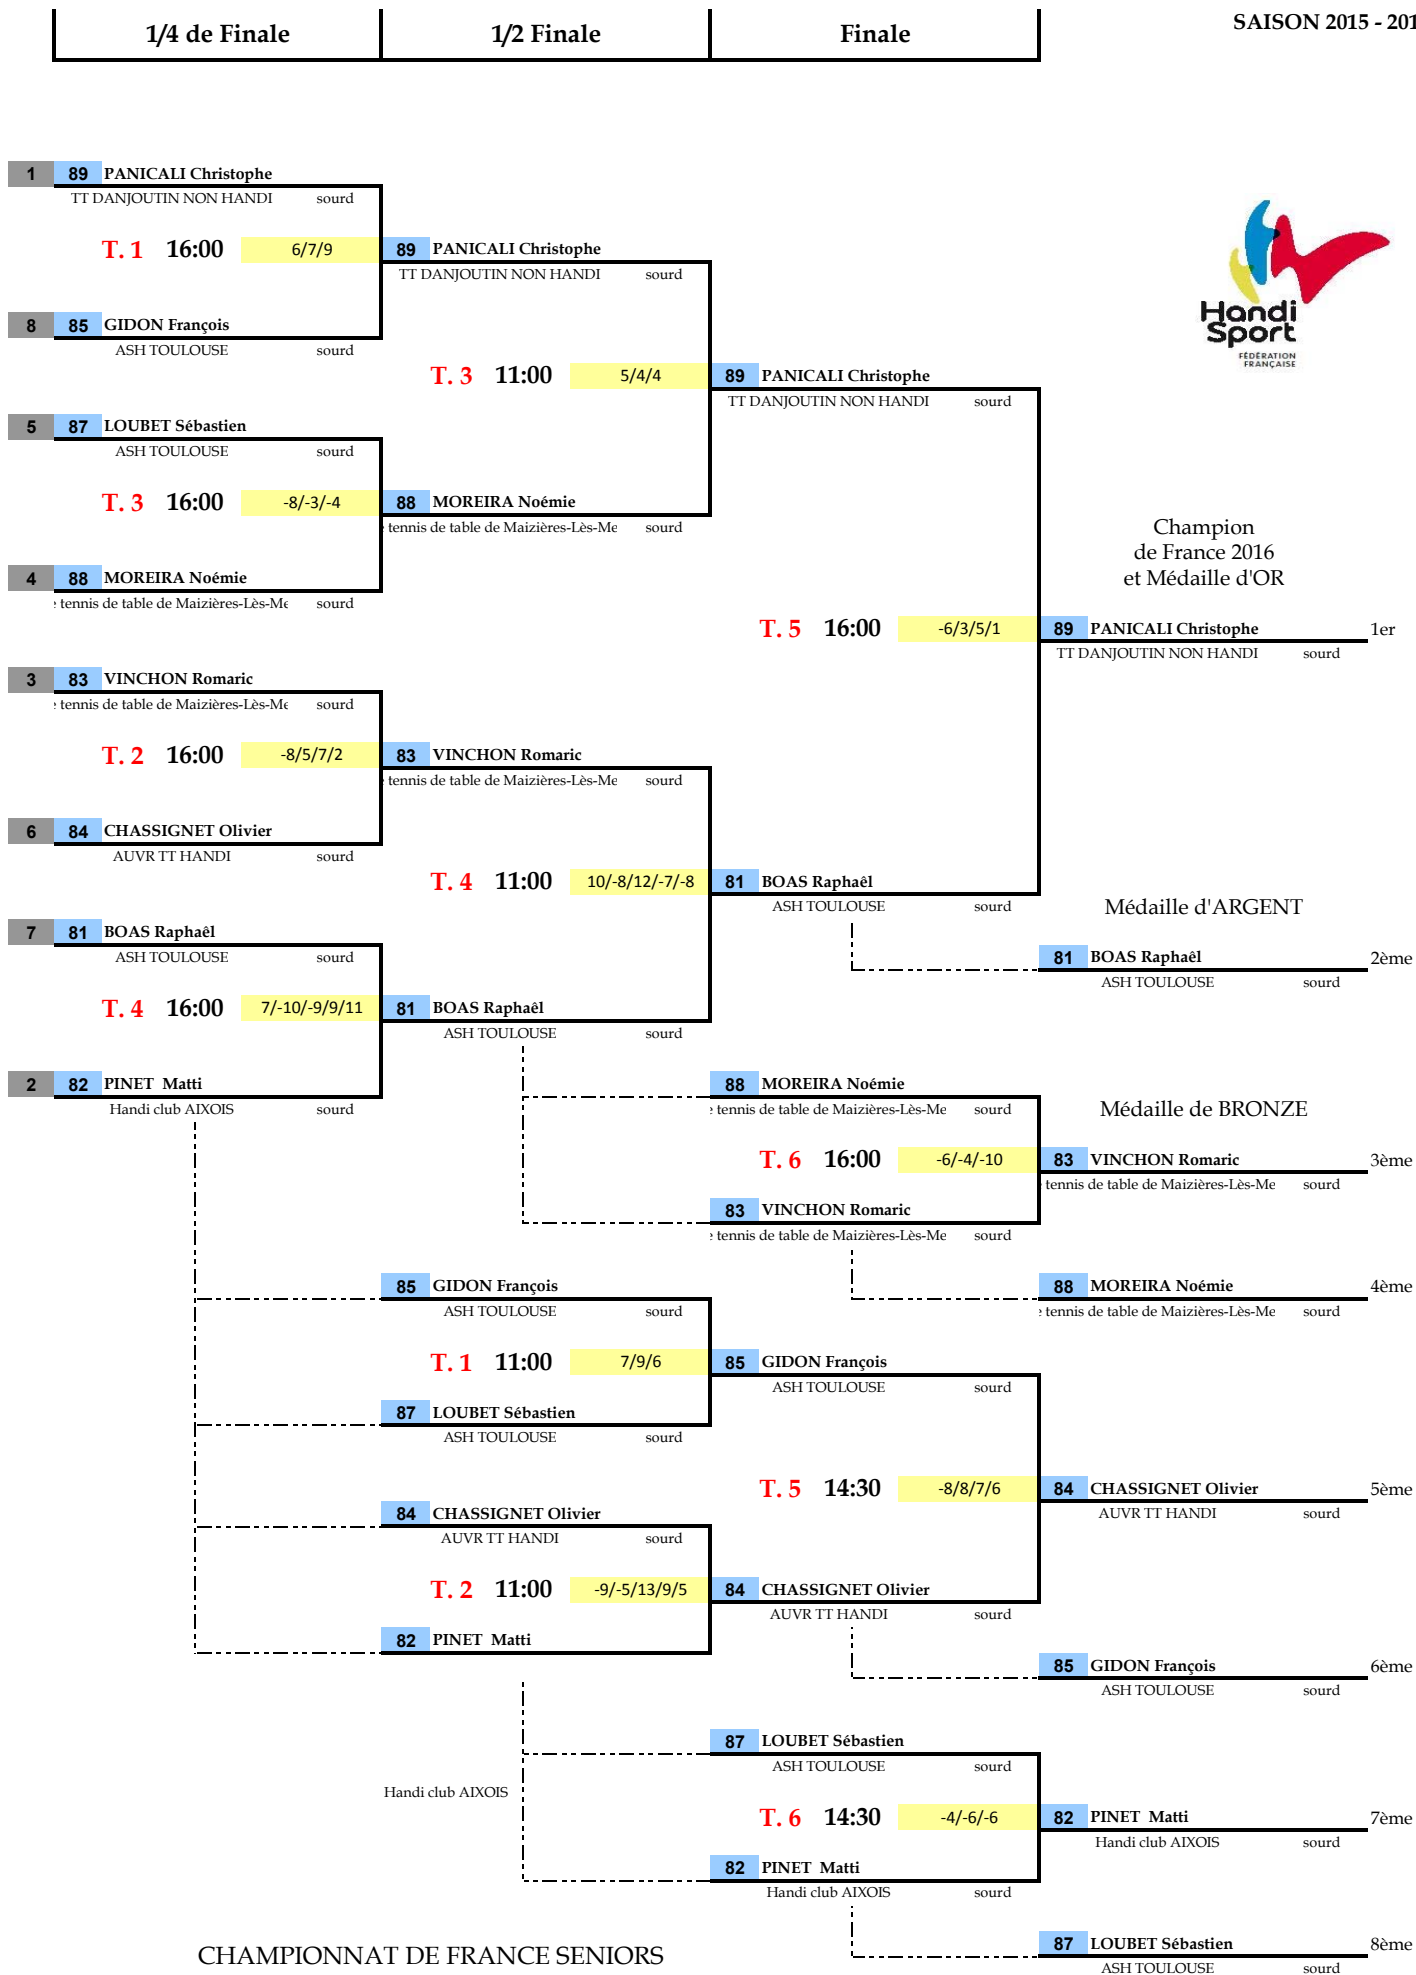 1/4 de Finale 1/2 Finale Finale SAISON 2015 - 201
1 89 PANICALI Christophe
TT DANJOUTIN NON HANDI sourd
T. 1 16:00 6/7/9 89 PANICALI Christophe
TT DANJOUTIN NON HANDI sourd
8 85 GIDON François
ASH TOULOUSE sourd
Handi
Sport
FÉDÉRATION
FRANÇAISE
T. 3 11:00 5/4/4 89 PANICALI Christophe
TT DANJOUTIN NON HANDI sourd
5 87 LOUBET Sébastien
ASH TOULOUSE sourd
T. 3 16:00 -8/-3/-4 88 MOREIRA Noémie
tennis de table de Maizières-Lès-Me sourd
Champion
de France 2016
et Médaille d'OR
4 88 MOREIRA Noémie
tennis de table de Maizières-Lès-Me sourd
T. 5 16:00 -6/3/5/1 89 PANICALI Christophe 1er
TT DANJOUTIN NON HANDI sourd
3 83 VINCHON Romaric
tennis de table de Maizières-Lès-Me sourd
T. 2 16:00 -8/5/7/2 83 VINCHON Romaric
tennis de table de Maizières-Lès-Me sourd
6 84 CHASSIGNET Olivier
AUVR TT HANDI sourd
T. 4 11:00 10/-8/12/-7/-8 81 BOAS Raphaêl
ASH TOULOUSE sourd
Médaille d'ARGENT
7 81 BOAS Raphaêl
ASH TOULOUSE sourd
81 BOAS Raphaêl 2ème
ASH TOULOUSE sourd
T. 4 16:00 7/-10/-9/9/11 81 BOAS Raphaêl
ASH TOULOUSE sourd
2 82 PINET Matti
Handi club AIXOIS sourd
88 MOREIRA Noémie
tennis de table de Maizières-Lès-Me sourd
Médaille de BRONZE
T. 6 16:00 -6/-4/-10 83 VINCHON Romaric 3ème
tennis de table de Maizières-Lès-Me sourd
83 VINCHON Romaric
tennis de table de Maizières-Lès-Me sourd
85 GIDON François
ASH TOULOUSE sourd
88 MOREIRA Noémie 4ème
tennis de table de Maizières-Lès-Me sourd
T. 1 11:00 7/9/6 85 GIDON François
ASH TOULOUSE sourd
87 LOUBET Sébastien
ASH TOULOUSE sourd
T. 5 14:30 -8/8/7/6 84 CHASSIGNET Olivier 5ème
AUVR TT HANDI sourd
84 CHASSIGNET Olivier
AUVR TT HANDI sourd
T. 2 11:00 -9/-5/13/9/5 84 CHASSIGNET Olivier
AUVR TT HANDI sourd
82 PINET Matti
85 GIDON François 6ème
ASH TOULOUSE sourd
87 LOUBET Sébastien
ASH TOULOUSE sourd
Handi club AIXOIS
T. 6 14:30 -4/-6/-6 82 PINET Matti 7ème
Handi club AIXOIS sourd
82 PINET Matti
Handi club AIXOIS sourd
CHAMPIONNAT DE FRANCE SENIORS
87 LOUBET Sébastien 8ème
ASH TOULOUSE sourd